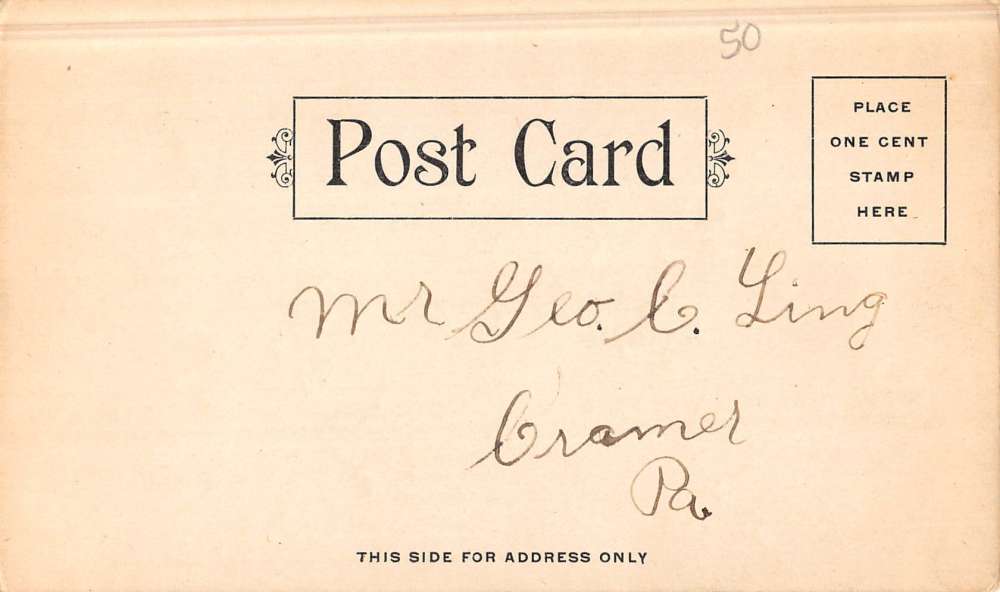 50
Post Card
PLACE
ONE CENT
STAMP
HERE
Mr Geo. C. Ling
Cramer
Pa.
THIS SIDE FOR ADDRESS ONLY